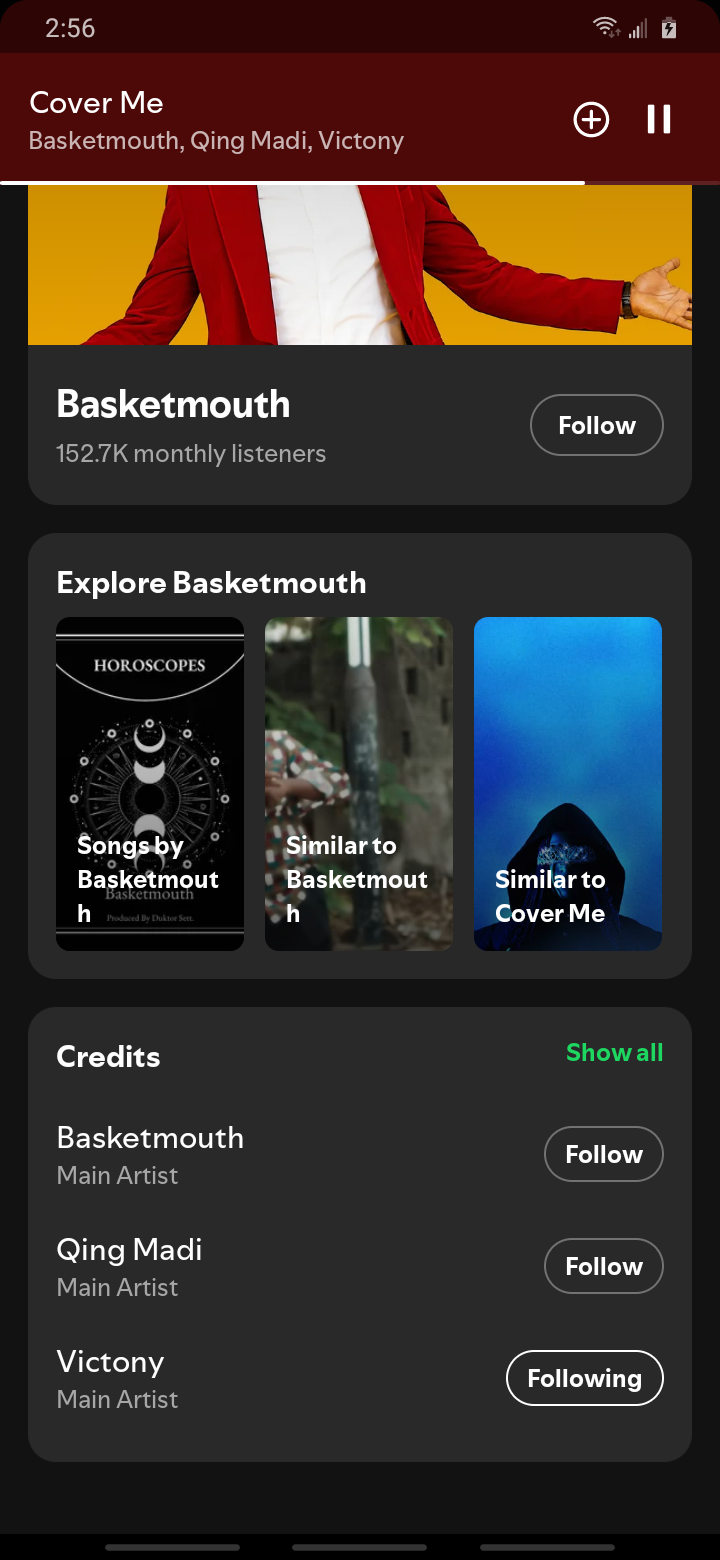 2:56
Cover Me
Basketmouth, Qing Madi, Victony
Basketmouth
152.7K monthly listeners
Follow
Explore Basketmouth
HOROSCOPES
Basketmouth
Produced By Duktor Sett.
Songs by
Basketmout
h
Similar to
Basketmout
h
Similar to
Cover Me
Credits
Show all
Basketmouth
Main Artist
Follow
Qing Madi
Main Artist
Follow
Victony
Main Artist
Following